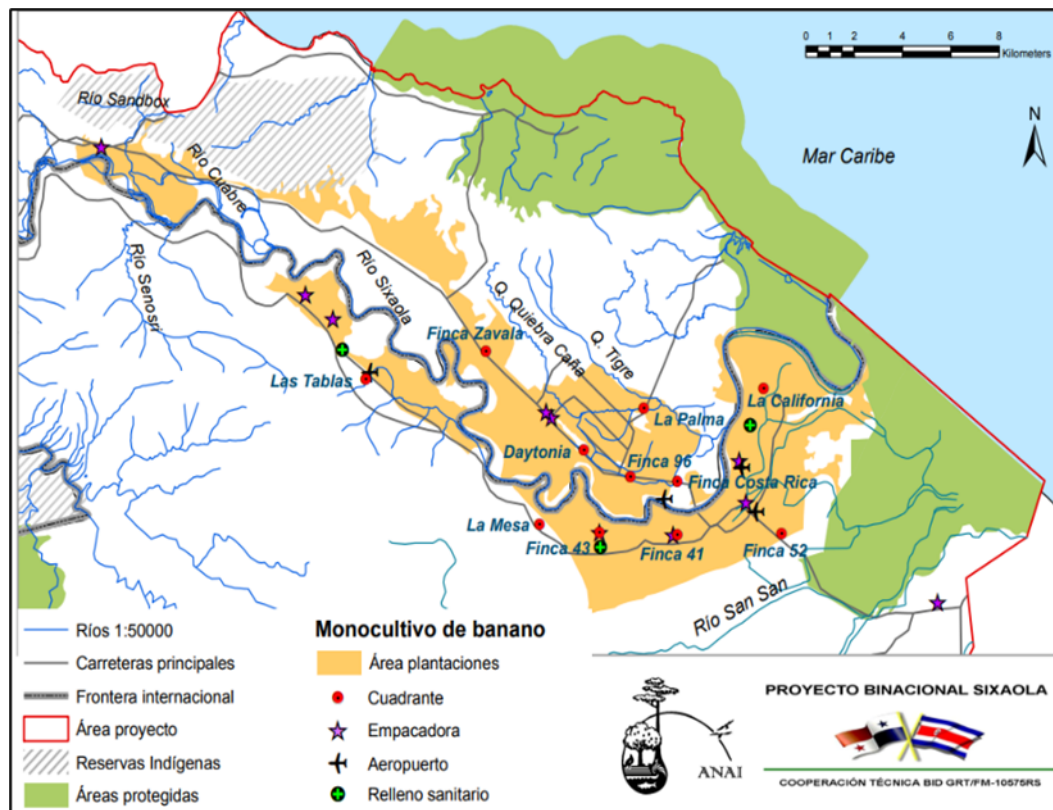 0 1 2 4 6 8
Kilometers
N
Mar Caribe
Río Sandbox
Río Cuabre
Río Senosri
Río Sixaola
Q. Quiebra Caña
Q. Tigre
Finca Zavala
Las Tablas
La Palma
La California
Daytonia
Finca 96
Finca Costa Rica
La Mesa
Finca 43
Finca 41
Finca 52
Río San San
Ríos 1:50000
Carreteras principales
Frontera internacional
Área proyecto
Reservas Indígenas
Áreas protegidas
Monocultivo de banano
Área plantaciones
Cuadrante
Empacadora
Aeropuerto
Relleno sanitario
ANAI
PROYECTO BINACIONAL SIXAOLA
COOPERACIÓN TÉCNICA BID GRT/FM-10575RS